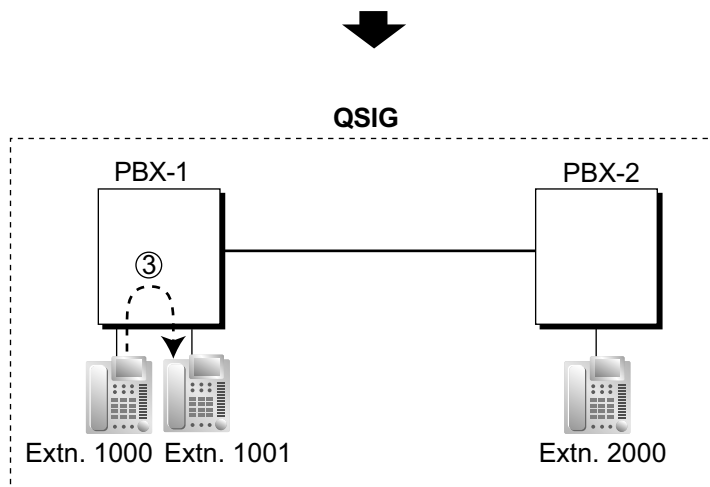 QSIG
PBX-1
PBX-2
③
Extn. 1000
Extn. 1001
Extn. 2000